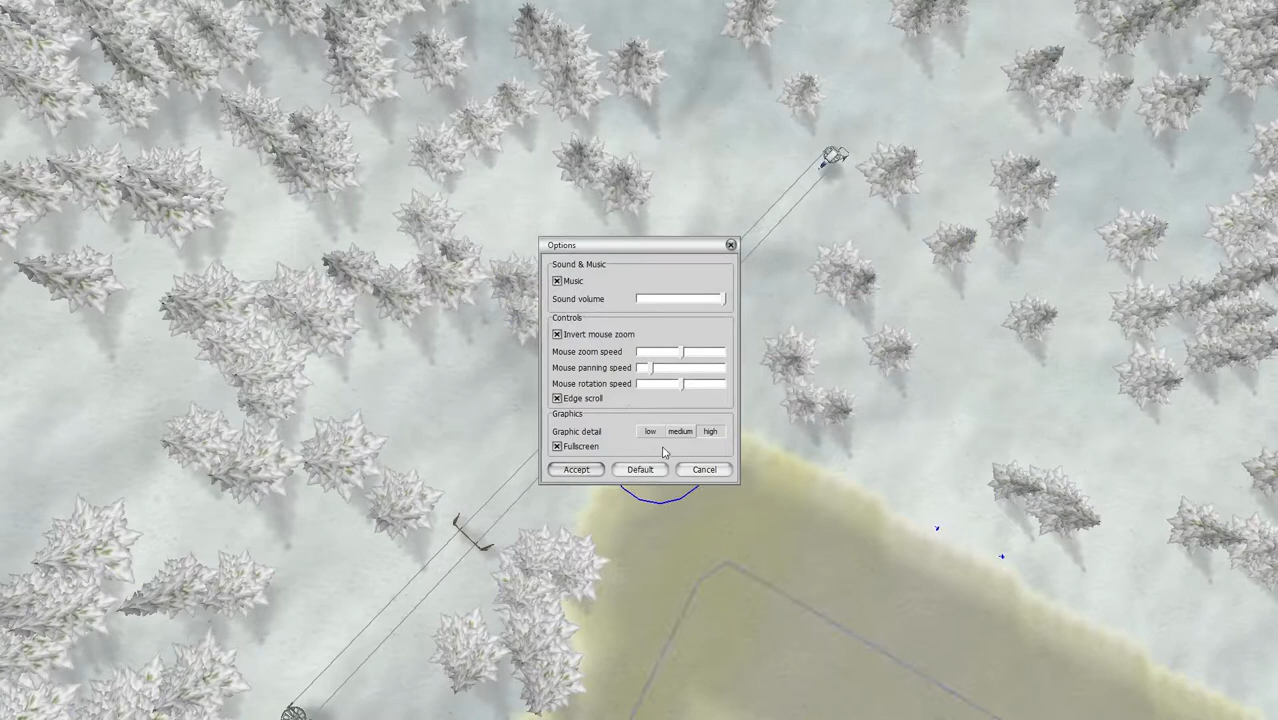 Options
Sound & Music
Music
Sound volume
Controls
Invert mouse zoom
Mouse zoom speed
Mouse panning speed
Mouse rotation speed
Edge scroll
Graphics
Graphic detail low medium high
Fullscreen
Accept Default Cancel